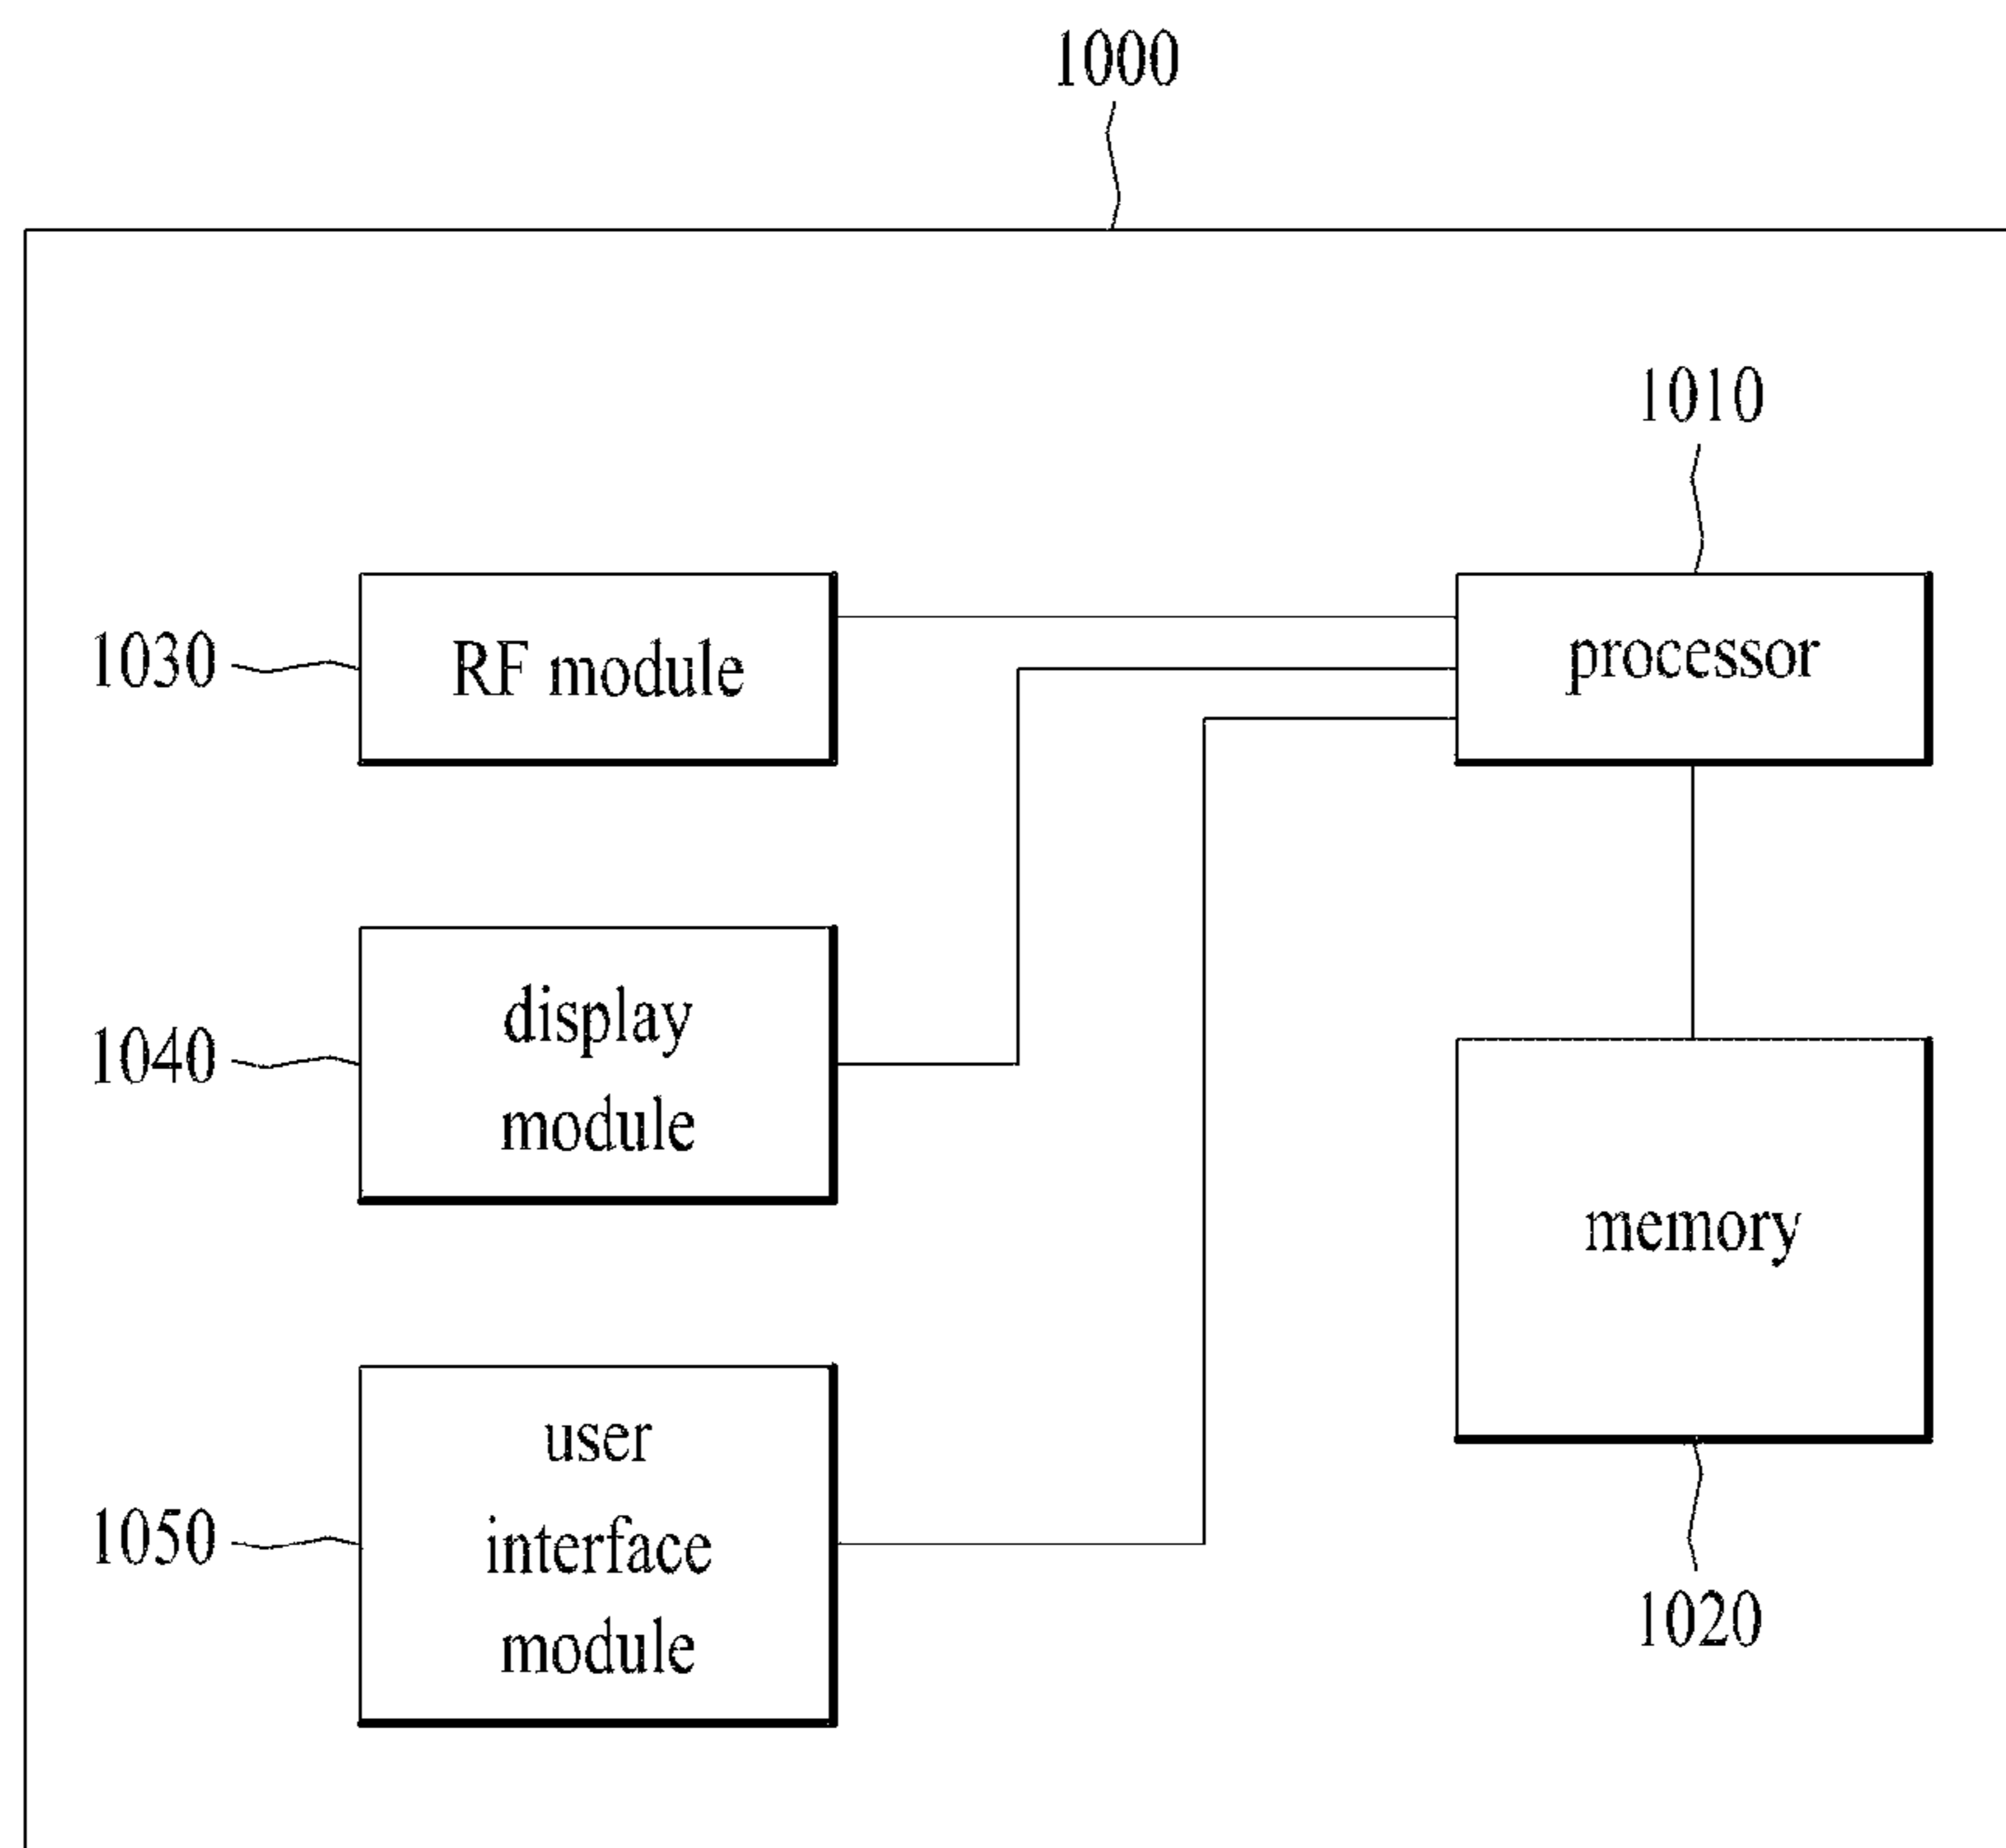 1000
1010
1030
RF module
processor
1040
display
module
memory
1050
user
interface
module
1020